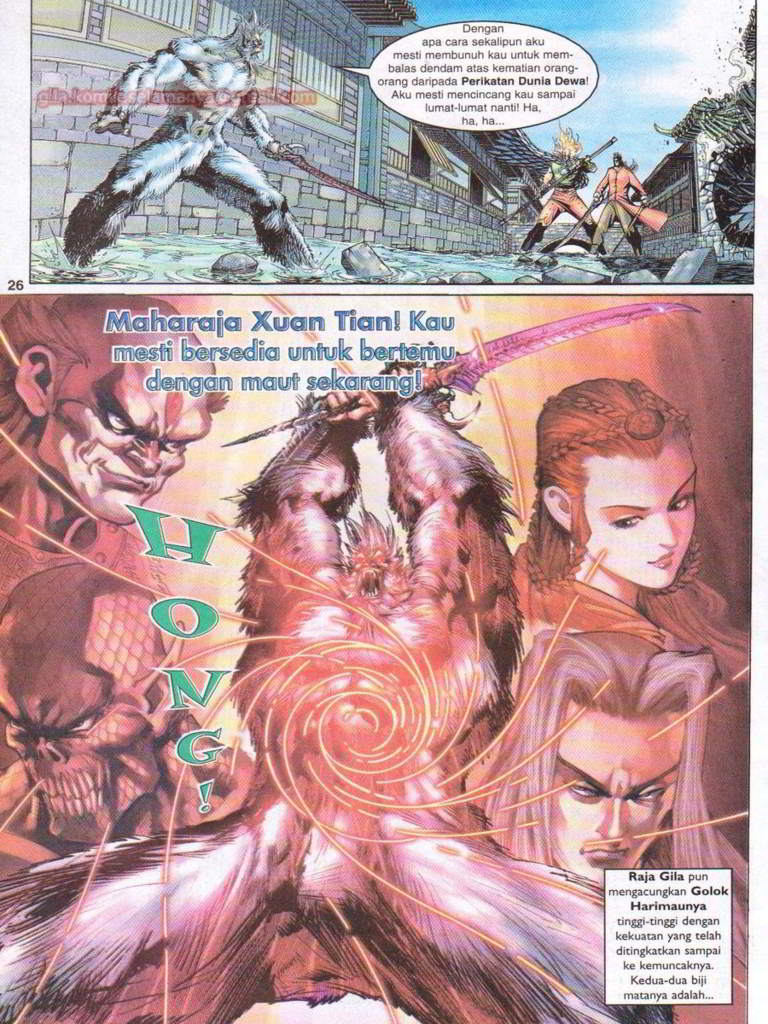 Dengan
apa cara sekalipun aku
mesti membunuh kau untuk mem-
balas dendam atas kematian orang-
orang daripada Perikatan Dunia Dewa!
Aku mesti mencincang kau sampai
lumat-lumat nanti! Ha,
ha, ha...
26
Maharaja Xuan Tian! Kau
mesti bersedia untuk bertemu
dengan maut sekarang!
HONG!
Raja Gila pun
mengacungkan Golok
Harimaunya
tinggi-tinggi dengan
kekuatan yang telah
ditingkatkan sampai
ke kemuncaknya.
Kedua-dua biji
matanya adalah...